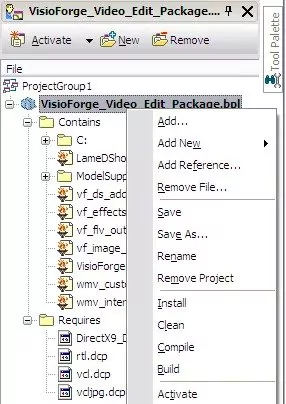 VisioForge_Video_Edit_Package....
Activate New Remove
File
ProjectGroup1
VisioForge_Video_Edit_Package.bpl
Contains
C:
LameDSho
ModelSupp
vf_ds_add
vf_effects
vf_flv_out
vf_image_
VisioForge
wmv_custo
wmv_inter
Requires
DirectX9_D
rtl.dcp
vcl.dcp
vcljpg.dcp
Add...
Add New
Add Reference...
Remove File...
Save
Save As...
Rename
Remove Project
Install
Clean
Compile
Build
Activate
Tool Palette